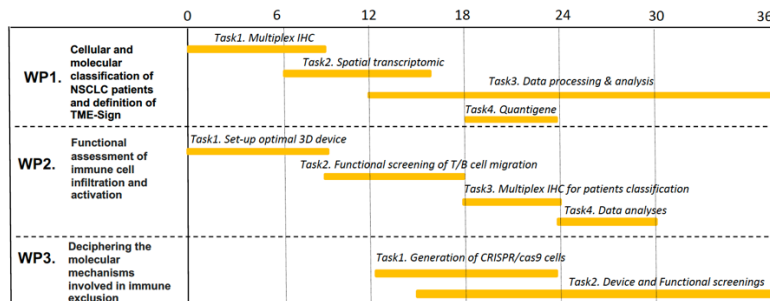 0 6 12 18 24 30 36
Task1. Multiplex IHC
Cellular and
molecular
classification of
NSCLC patients
and definition of
TME-Sign
WP1.
Task2. Spatial transcriptomic
Task3. Data processing & analysis
Task4. Quantigene
WP2.
Functional
assessment of
immune cell
infiltration and
activation
Task1. Set-up optimal 3D device
Task2. Functional screening of T/B cell migration
Task3. Multiplex IHC for patients classification
Task4. Data analyses
WP3.
Deciphering the
molecular
mechanisms
involved in immune
exclusion
Task1. Generation of CRISPR/cas9 cells
Task2. Device and Functional screenings